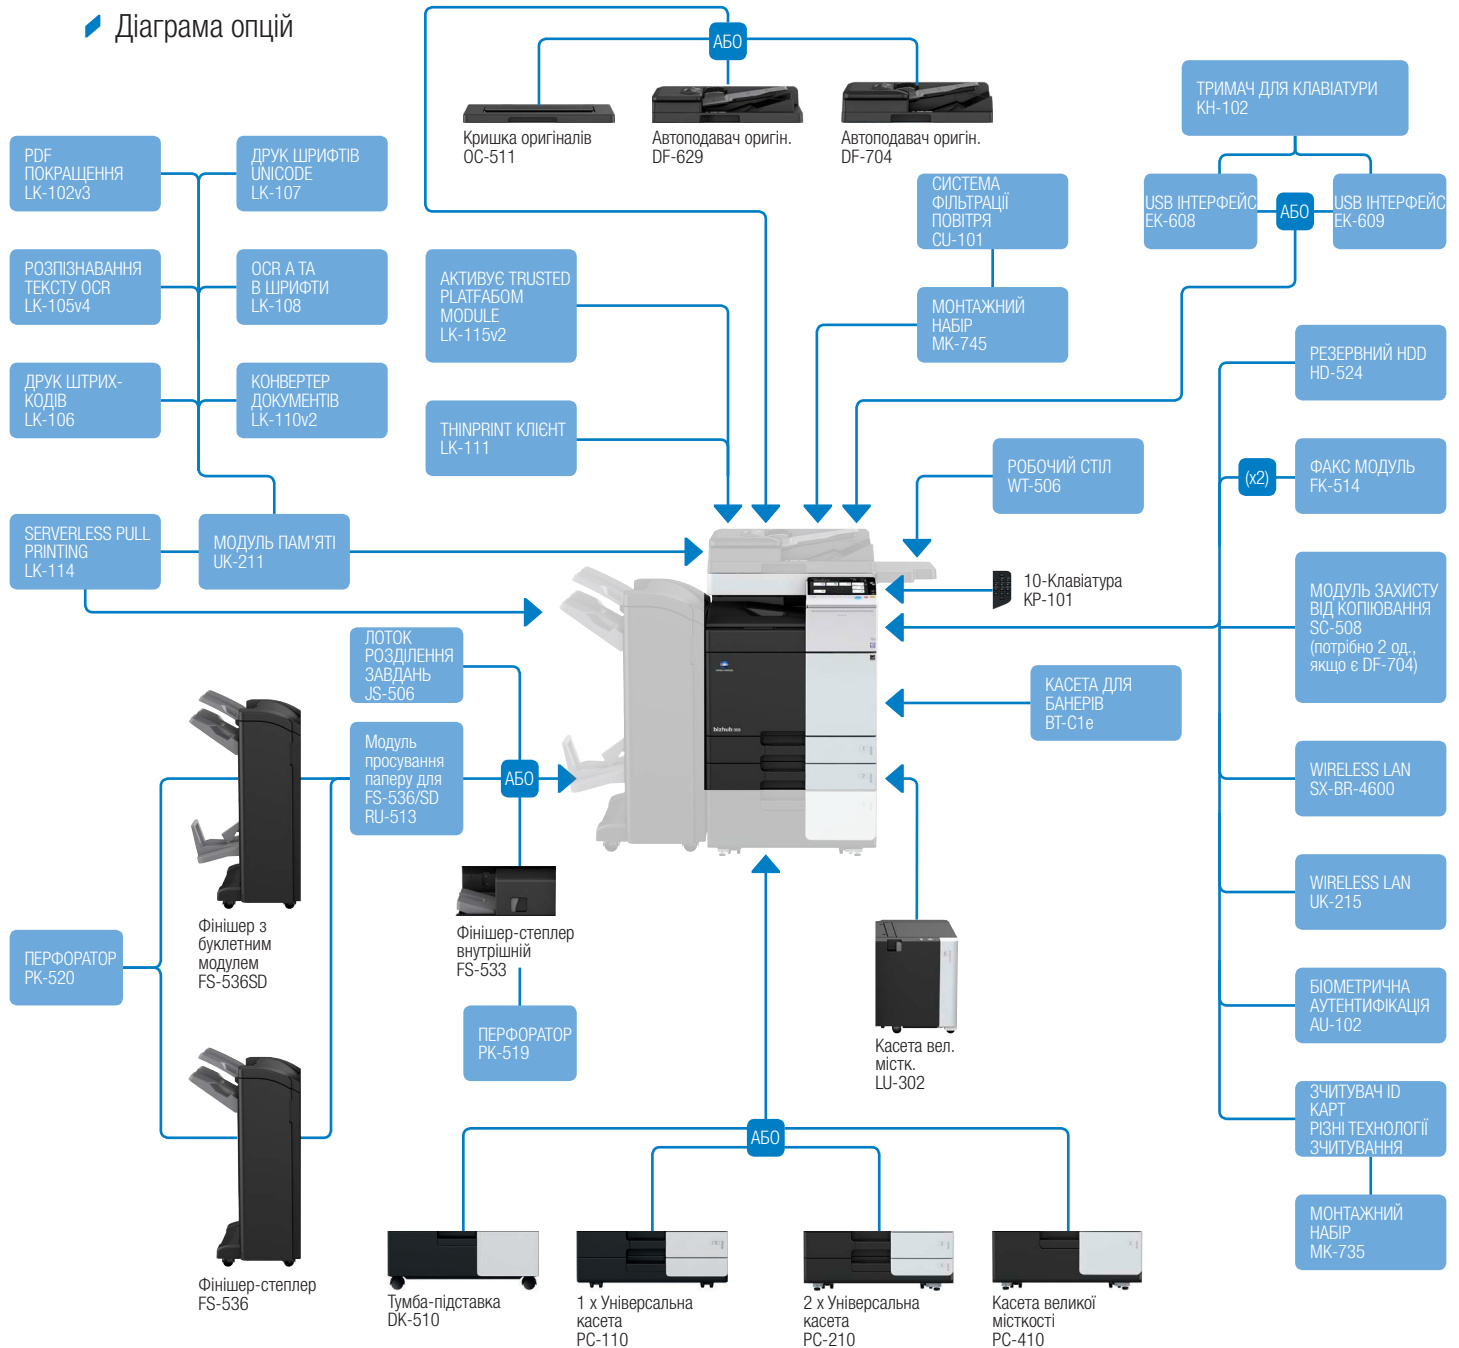 Діаграма опцій
АБО
Кришка оригіналів
OC-511
Автоподавач оригін.
DF-629
Автоподавач оригін.
DF-704
ТРИМАЧ ДЛЯ КЛАВІАТУРИ
KH-102
USB ІНТЕРФЕЙС
EK-608
АБО
USB ІНТЕРФЕЙС
EK-609
PDF
ПОКРАЩЕННЯ
LK-102v3
ДРУК ШРИФТІВ
UNICODE
LK-107
СИСТЕМА
ФІЛЬТРАЦІЇ
ПОВІТРЯ
CU-101
РОЗПІЗНАВАННЯ
ТЕКСТУ OCR
LK-105v4
OCR A ТА
B ШРИФТИ
LK-108
АКТИВУЄ TRUSTED
PLATFАБОМ
MODULE
LK-115v2
МОНТАЖНИЙ
НАБІР
MK-745
РЕЗЕРВНИЙ HDD
HD-524
ДРУК ШТРИХ-
КОДІВ
LK-106
КОНВЕРТЕР
ДОКУМЕНТІВ
LK-110v2
THINPRINT КЛІЄНТ
LK-111
РОБОЧИЙ СТІЛ
WT-506
(x2)
ФАКС МОДУЛЬ
FK-514
SERVERLESS PULL
PRINTING
LK-114
МОДУЛЬ ПАМ'ЯТІ
UK-211
10-Клавіатура
KP-101
МОДУЛЬ ЗАХИСТУ
ВІД КОПІЮВАННЯ
SC-508
(потрібно 2 од.,
якщо є DF-704)
ЛОТОК
РОЗДІЛЕННЯ
ЗАВДАНЬ
JS-506
КАСЕТА ДЛЯ
БАНЕРІВ
BT-C1e
bizhub
Модуль
просування
паперу для
FS-536/SD
RU-513
АБО
WIRELESS LAN
SX-BR-4600
WIRELESS LAN
UK-215
Фінішер з
буклетним
модулем
FS-536SD
Фінішер-степлер
внутрішній
FS-533
ПЕРФОРАТОР
PK-520
ПЕРФОРАТОР
PK-519
Касета вел.
містк.
LU-302
БІОМЕТРИЧНА
АУТЕНТИФІКАЦІЯ
AU-102
ЗЧИТУВАЧ ID
КАРТ
РІЗНІ ТЕХНОЛОГІЇ
ЗЧИТУВАННЯ
АБО
МОНТАЖНИЙ
НАБІР
MK-735
Фінішер-степлер
FS-536
Тумба-підставка
DK-510
1 x Універсальна
касета
PC-110
2 x Універсальна
касета
PC-210
Касета великої
місткості
PC-410